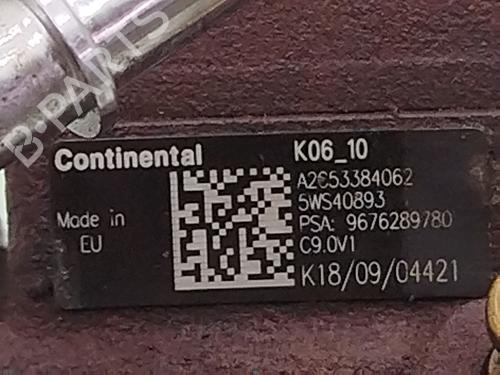 B-PARTS
Continental
K06_10
A2C53384062
5WS40893
Made in
EU
PSA: 9676289780
C9.0V1
K18/09/04421